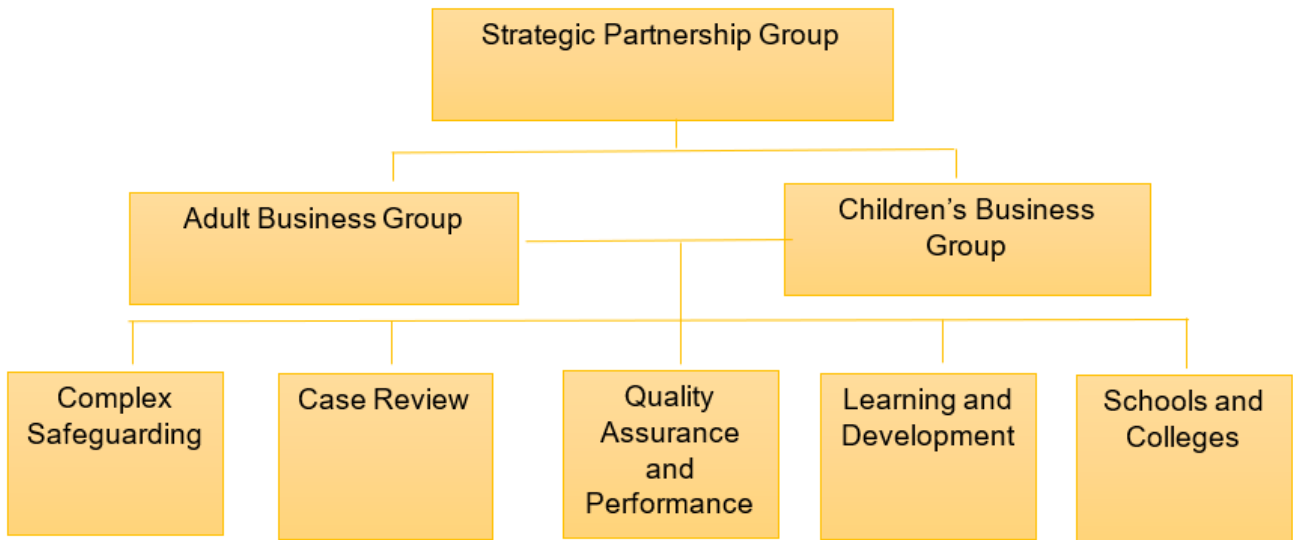 Strategic Partnership Group
Adult Business Group
Children’s Business
Group
Complex
Safeguarding
Case Review
Quality
Assurance
and
Performance
Learning and
Development
Schools and
Colleges